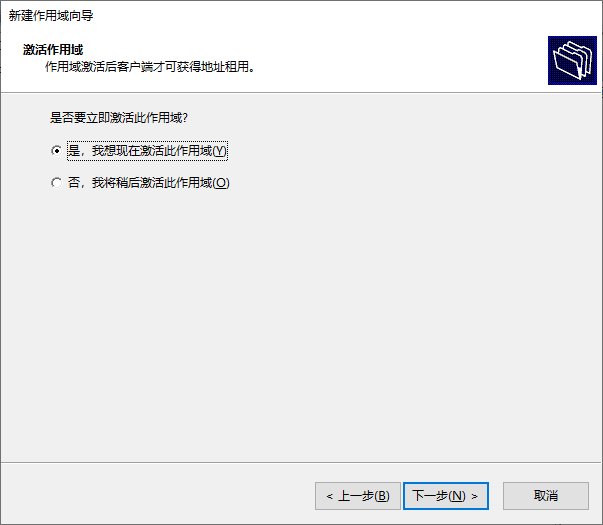 新建作用域向导
激活作用域
作用域激活后客户端才可获得地址租用。
是否要立即激活此作用域?
是，我想现在激活此作用域(Y)
否，我将稍后激活此作用域(O)
< 上一步(B)  下一步(N) >  取消